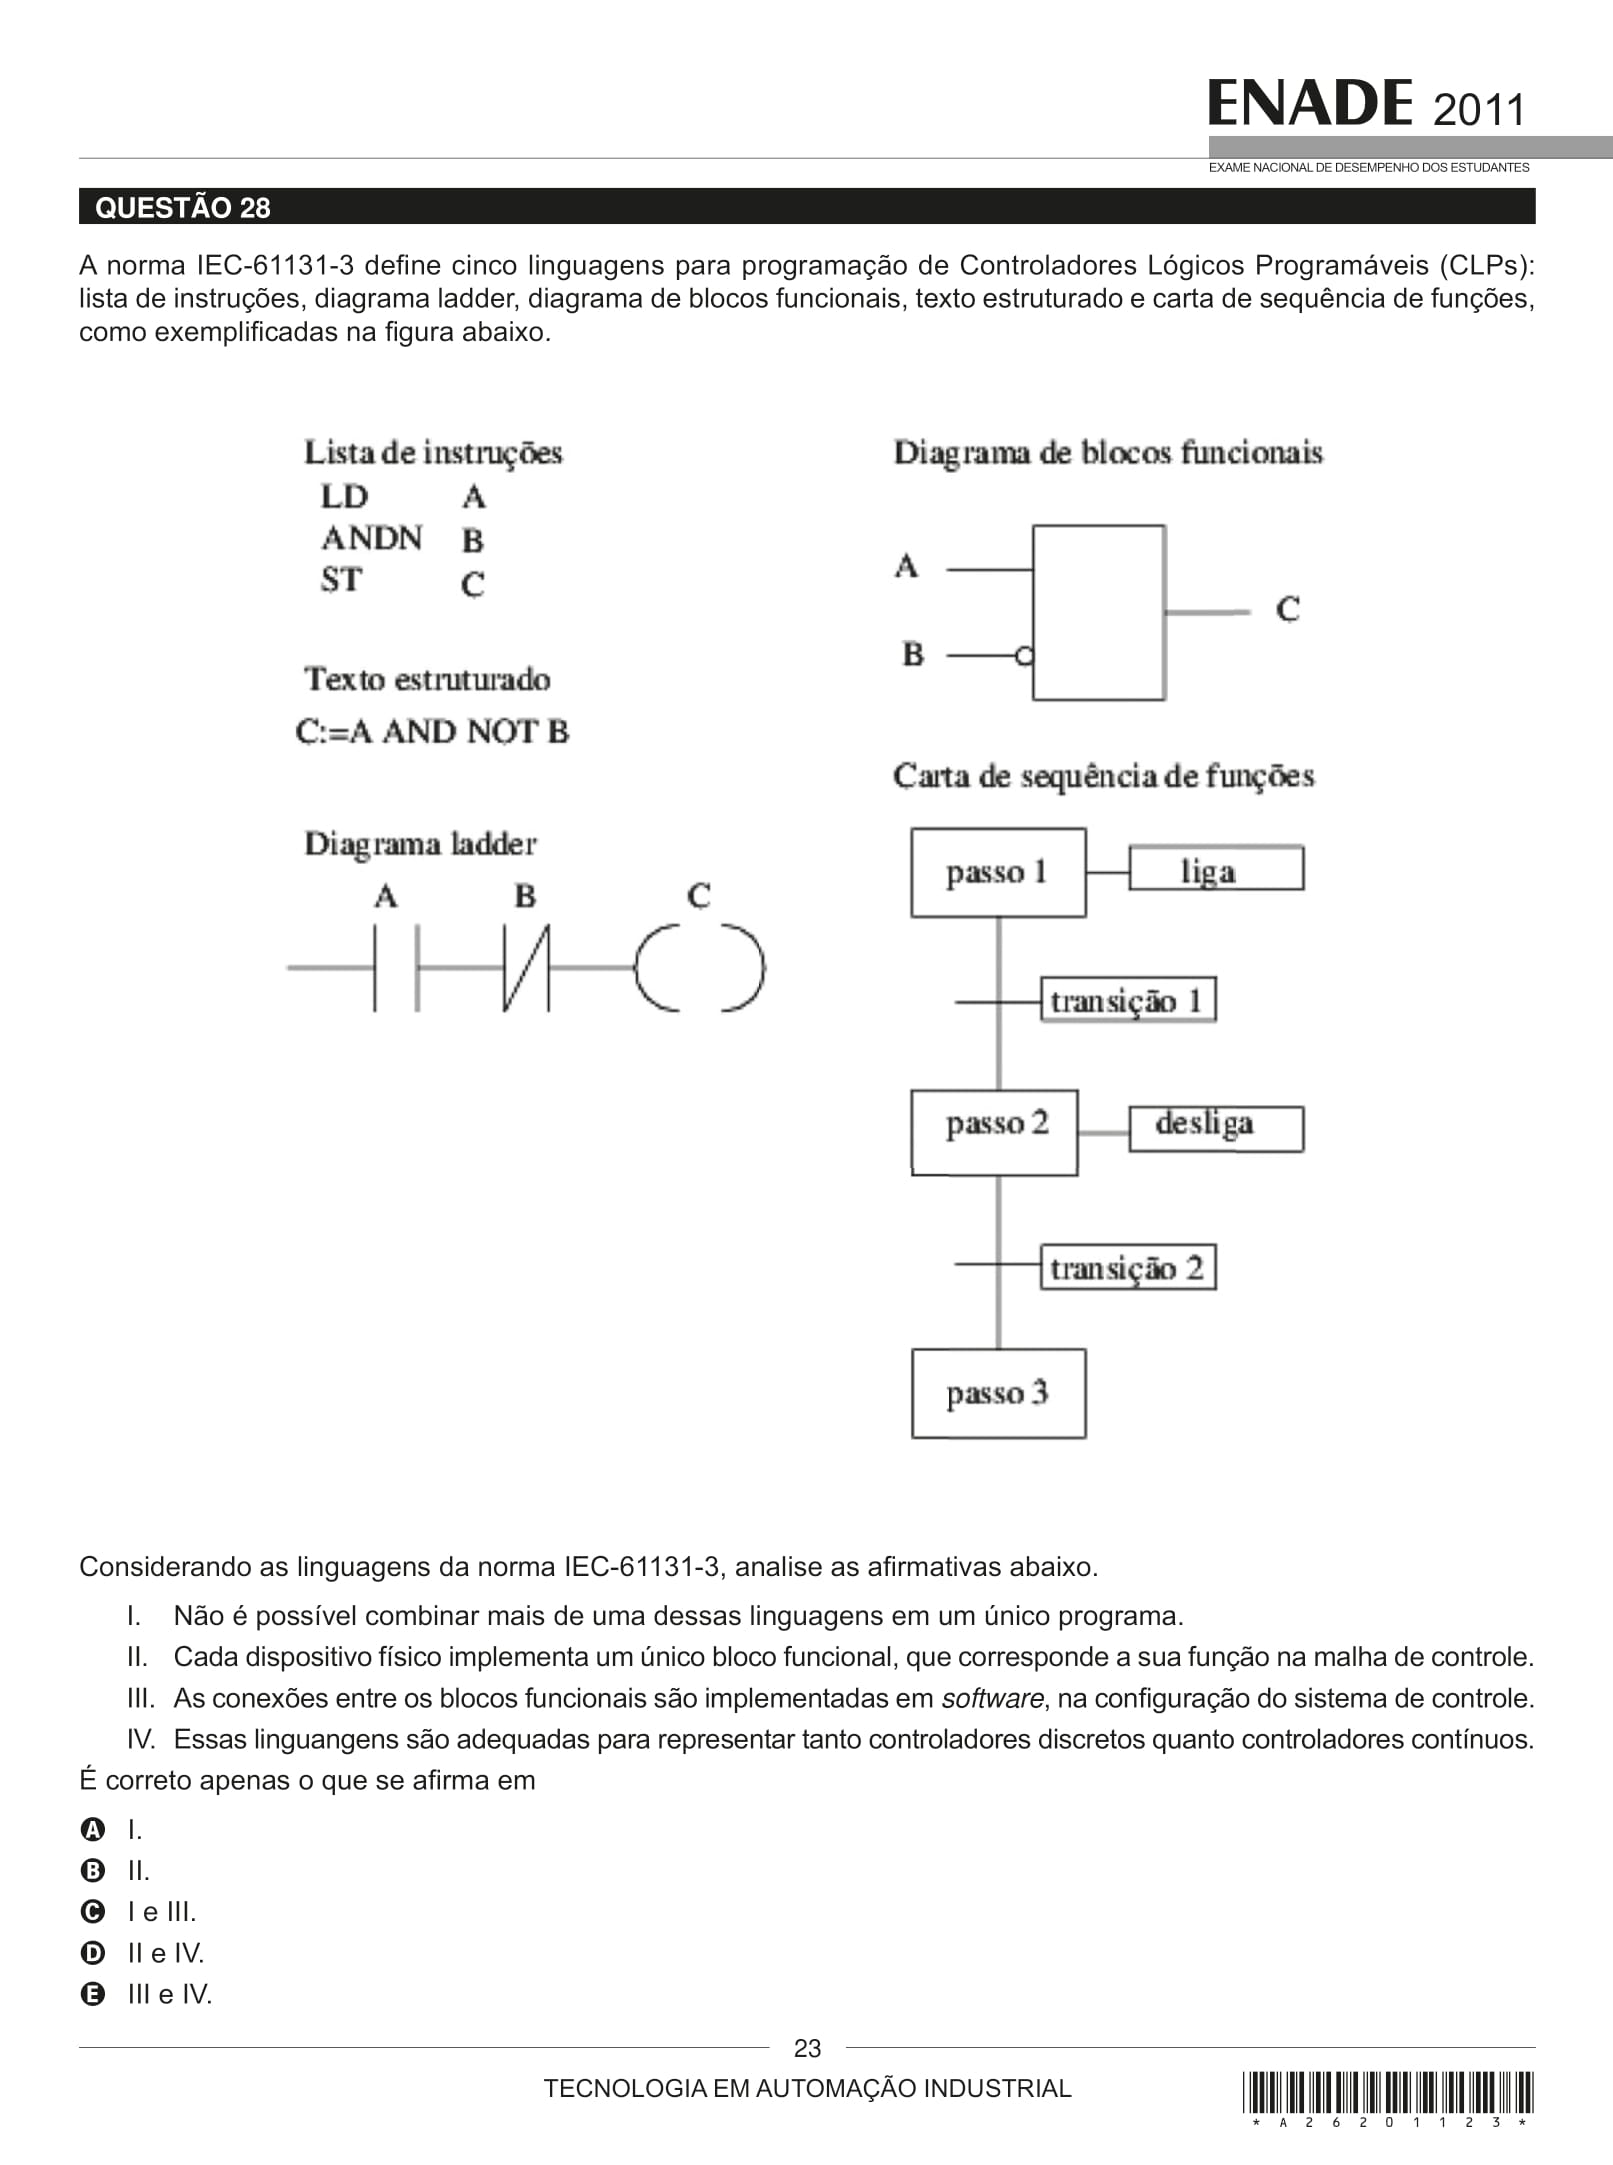 ENADE 2011
EXAME NACIONAL DE DESEMPENHO DOS ESTUDANTES
QUESTÃO 28
A norma IEC-61131-3 define cinco linguagens para programação de Controladores Lógicos Programáveis (CLPs):
lista de instruções, diagrama ladder, diagrama de blocos funcionais, texto estruturado e carta de sequência de funções,
como exemplificadas na figura abaixo.
Lista de instruções
LD A
ANDN B
ST C
Texto estruturado
C:=A AND NOT B
Diagrama ladder
A B C
Diagrama de blocos funcionais
A
B
C
Carta de sequência de funções
passo 1 liga
transição 1
passo 2 desliga
transição 2
passo 3
Considerando as linguagens da norma IEC-61131-3, analise as afirmativas abaixo.
I. Não é possível combinar mais de uma dessas linguagens em um único programa.
II. Cada dispositivo físico implementa um único bloco funcional, que corresponde a sua função na malha de controle.
III. As conexões entre os blocos funcionais são implementadas em software, na configuração do sistema de controle.
IV. Essas linguangens são adequadas para representar tanto controladores discretos quanto controladores contínuos.
É correto apenas o que se afirma em
A I.
B II.
C I e III.
D II e IV.
E III e IV.
23
TECNOLOGIA EM AUTOMAÇÃO INDUSTRIAL
* A 2 6 2 0 1 1 2 3 *